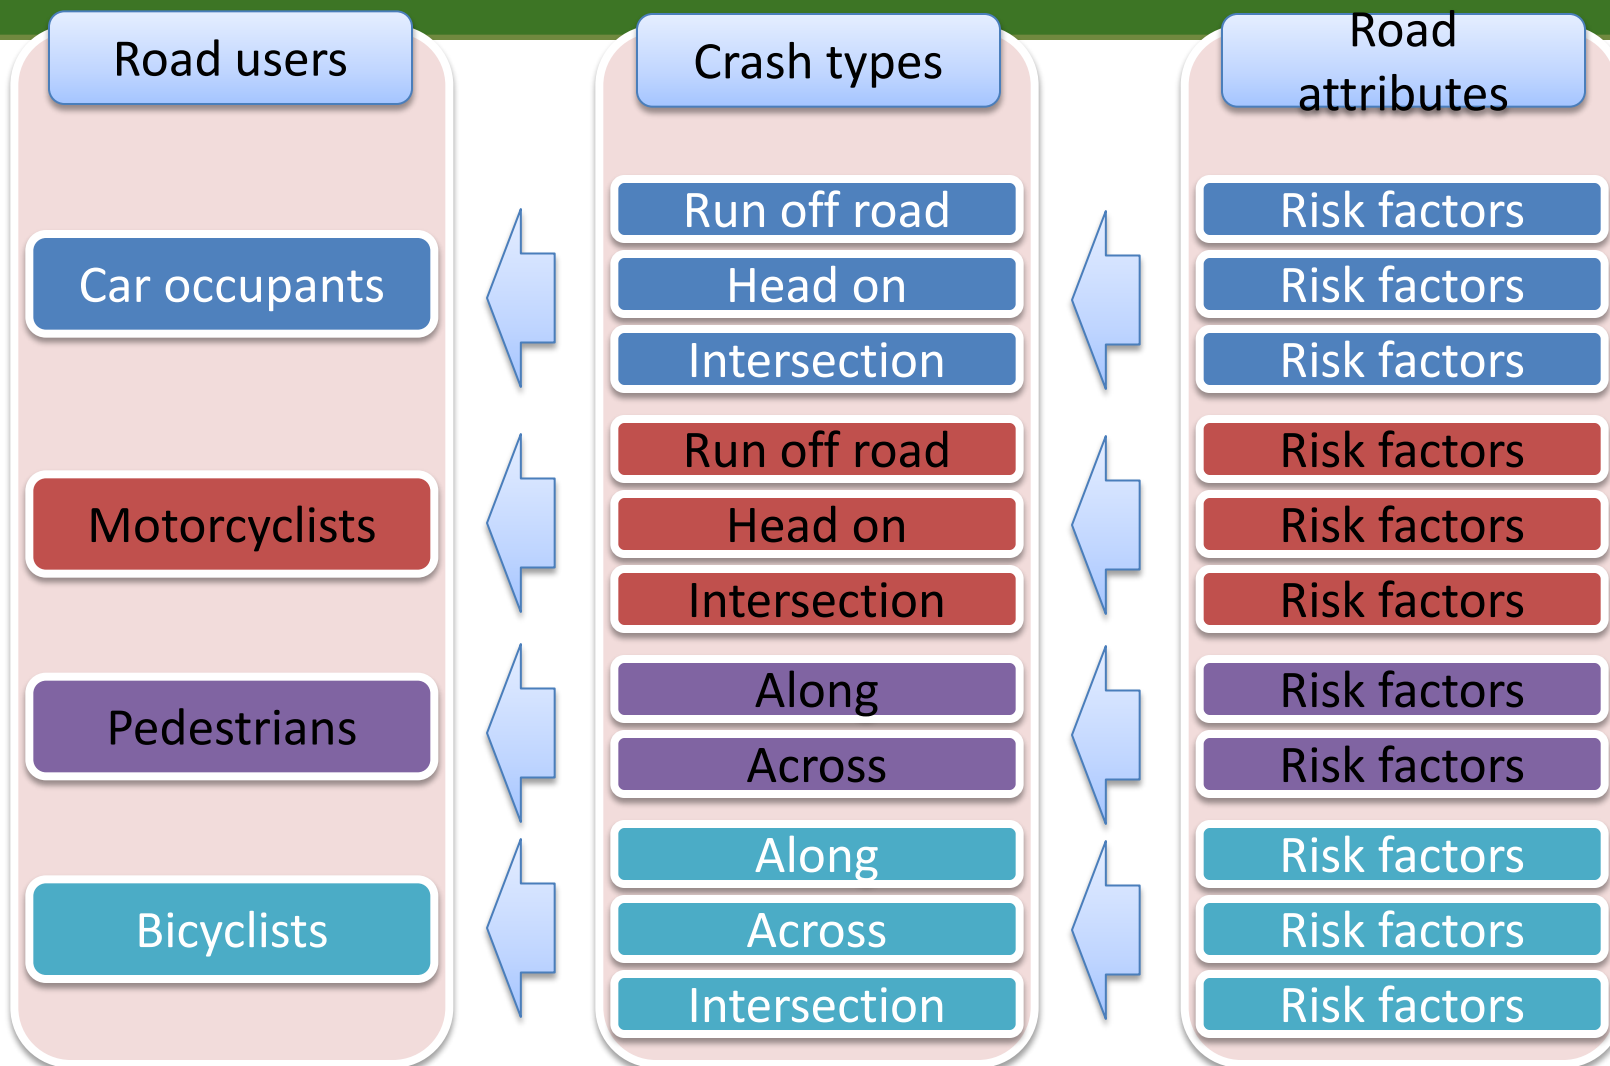 Road users
Car occupants
Motorcyclists
Pedestrians
Bicyclists
Crash types
Run off road
Head on
Intersection
Run off road
Head on
Intersection
Along
Across
Along
Across
Intersection
Road
attributes
Risk factors
Risk factors
Risk factors
Risk factors
Risk factors
Risk factors
Risk factors
Risk factors
Risk factors
Risk factors
Risk factors